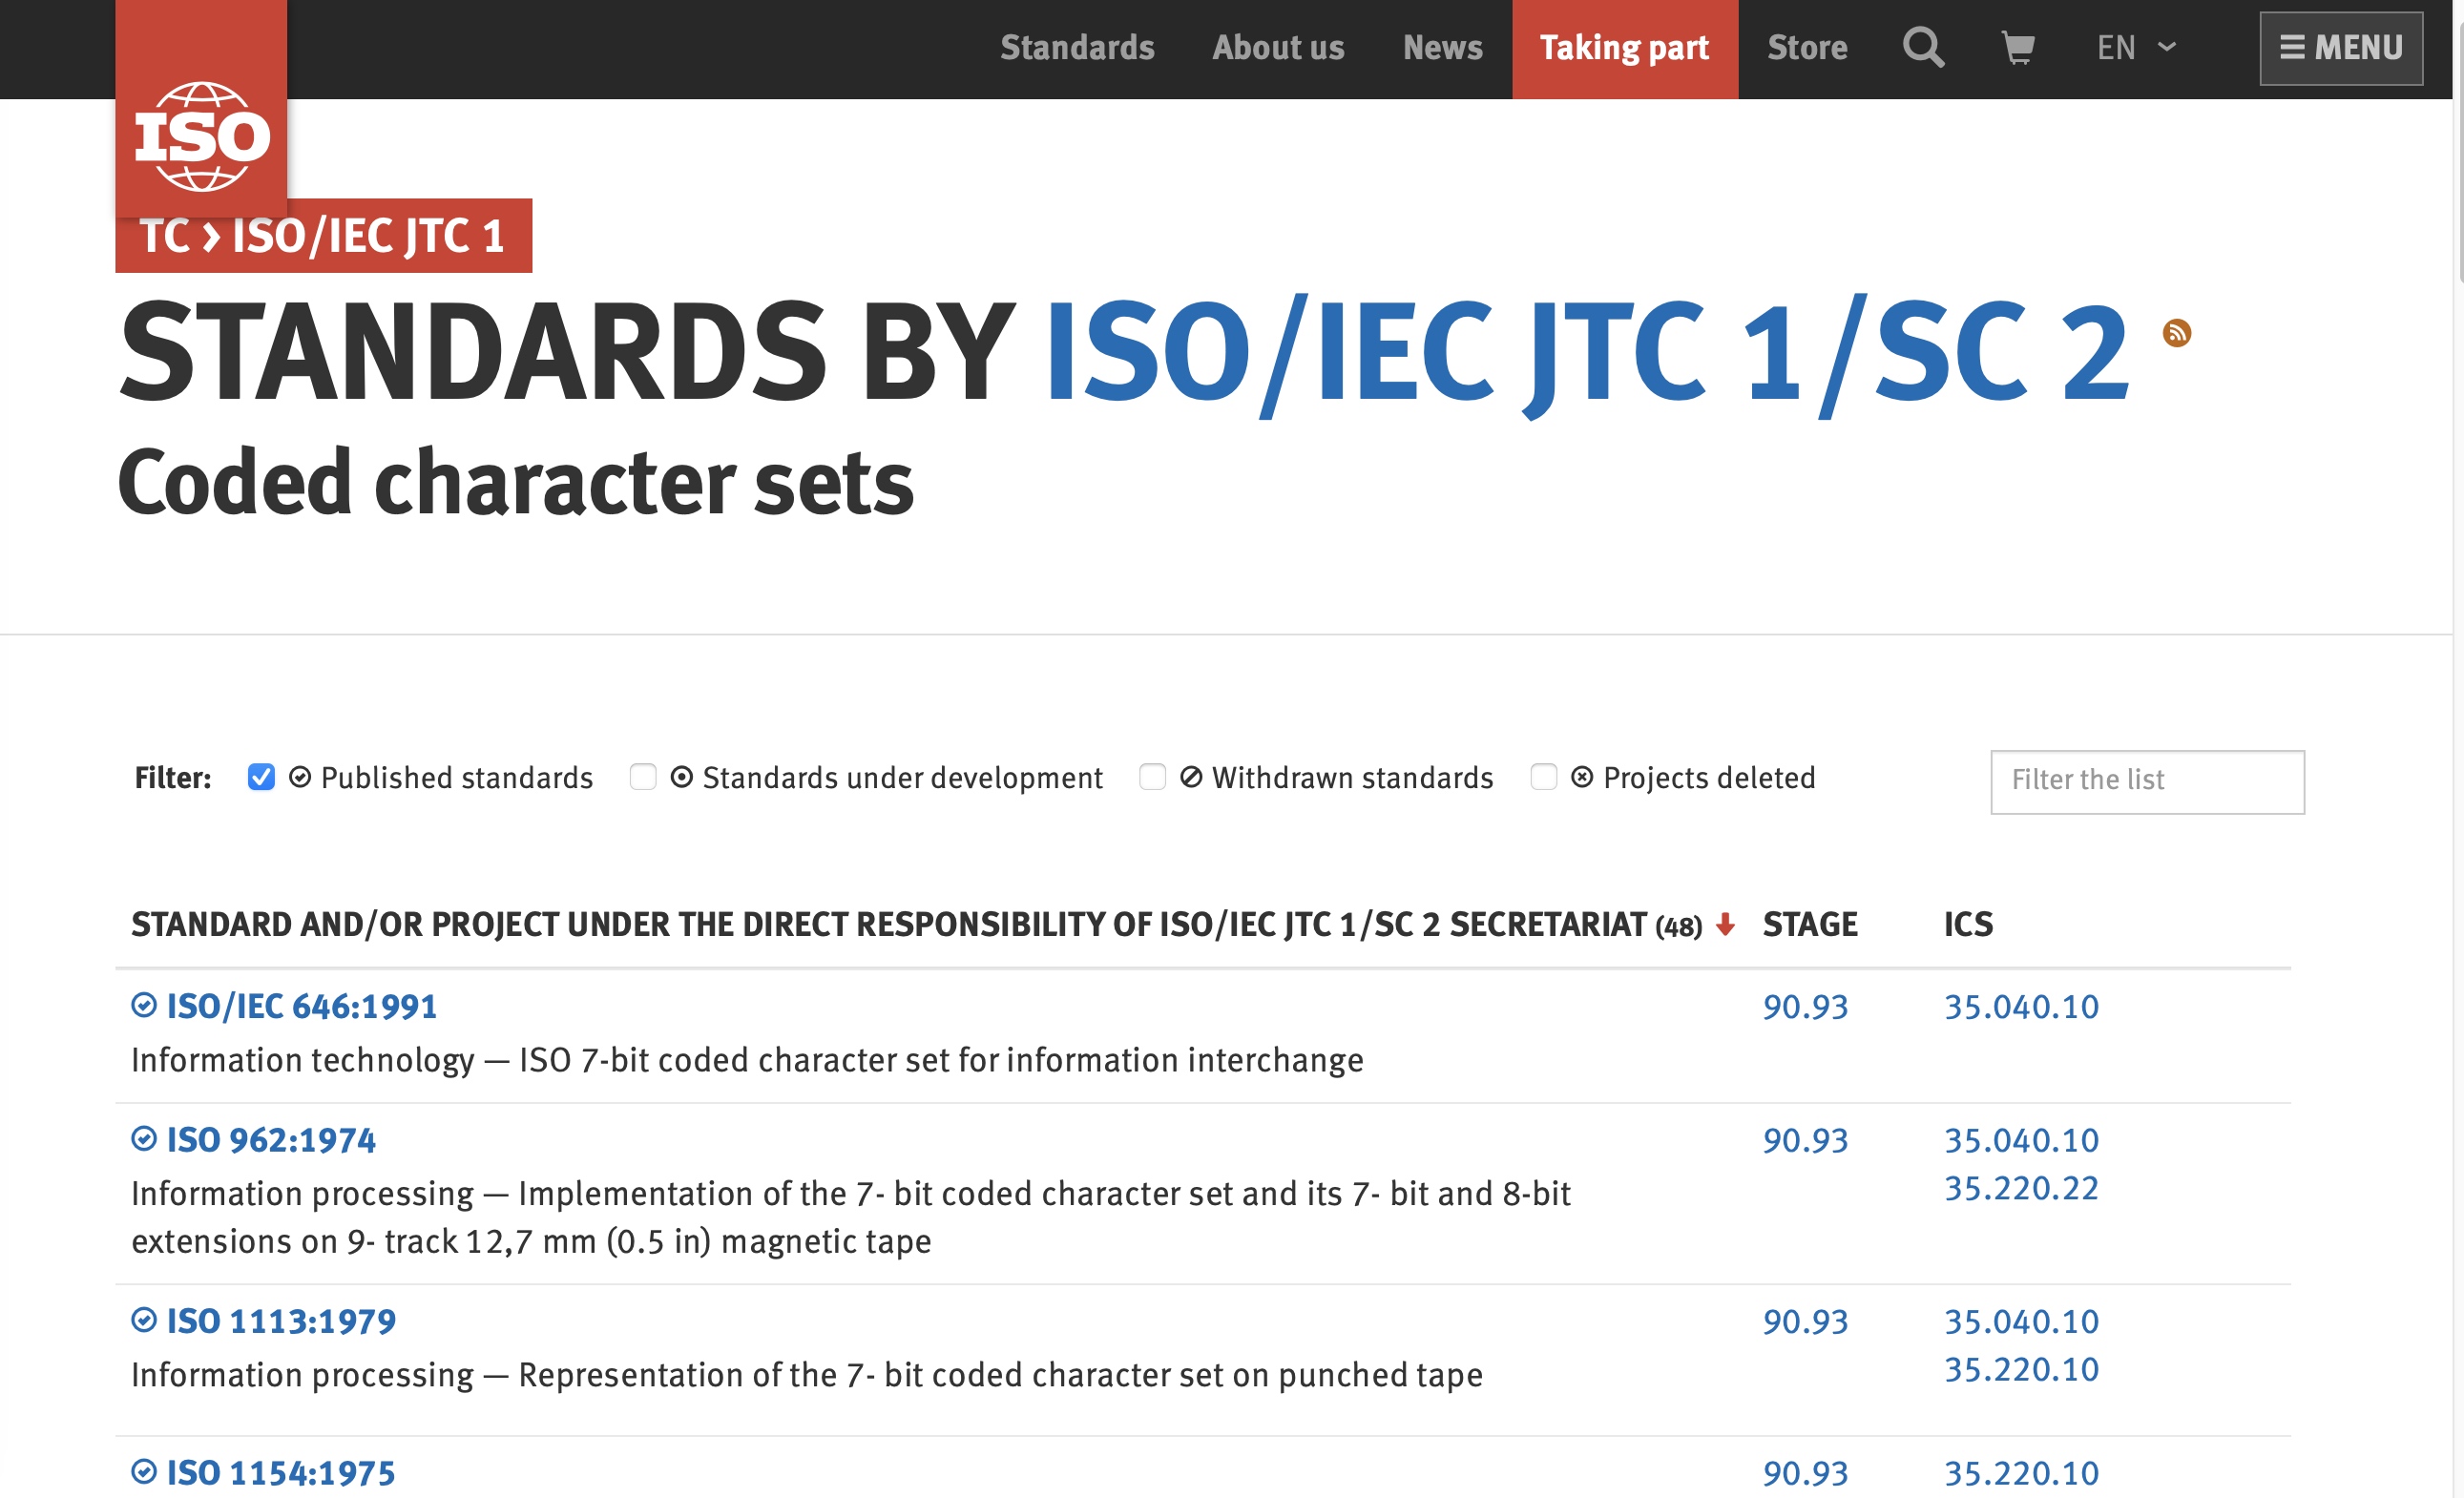 Standards About us News Taking part Store EN MENU
ISO
TC › ISO/IEC JTC 1
STANDARDS BY ISO/IEC JTC 1/SC 2
Coded character sets
Filter: Published standards Standards under development Withdrawn standards Projects deleted Filter the list
STANDARD AND/OR PROJECT UNDER THE DIRECT RESPONSIBILITY OF ISO/IEC JTC 1/SC 2 SECRETARIAT (48) STAGE ICS
ISO/IEC 646:1991 90.93 35.040.10
Information technology — ISO 7-bit coded character set for information interchange
ISO 962:1974 90.93 35.040.10
Information processing — Implementation of the 7- bit coded character set and its 7- bit and 8-bit 35.220.22
extensions on 9- track 12,7 mm (0.5 in) magnetic tape
ISO 1113:1979 90.93 35.040.10
Information processing — Representation of the 7- bit coded character set on punched tape 35.220.10
ISO 1154:1975 90.93 35.220.10